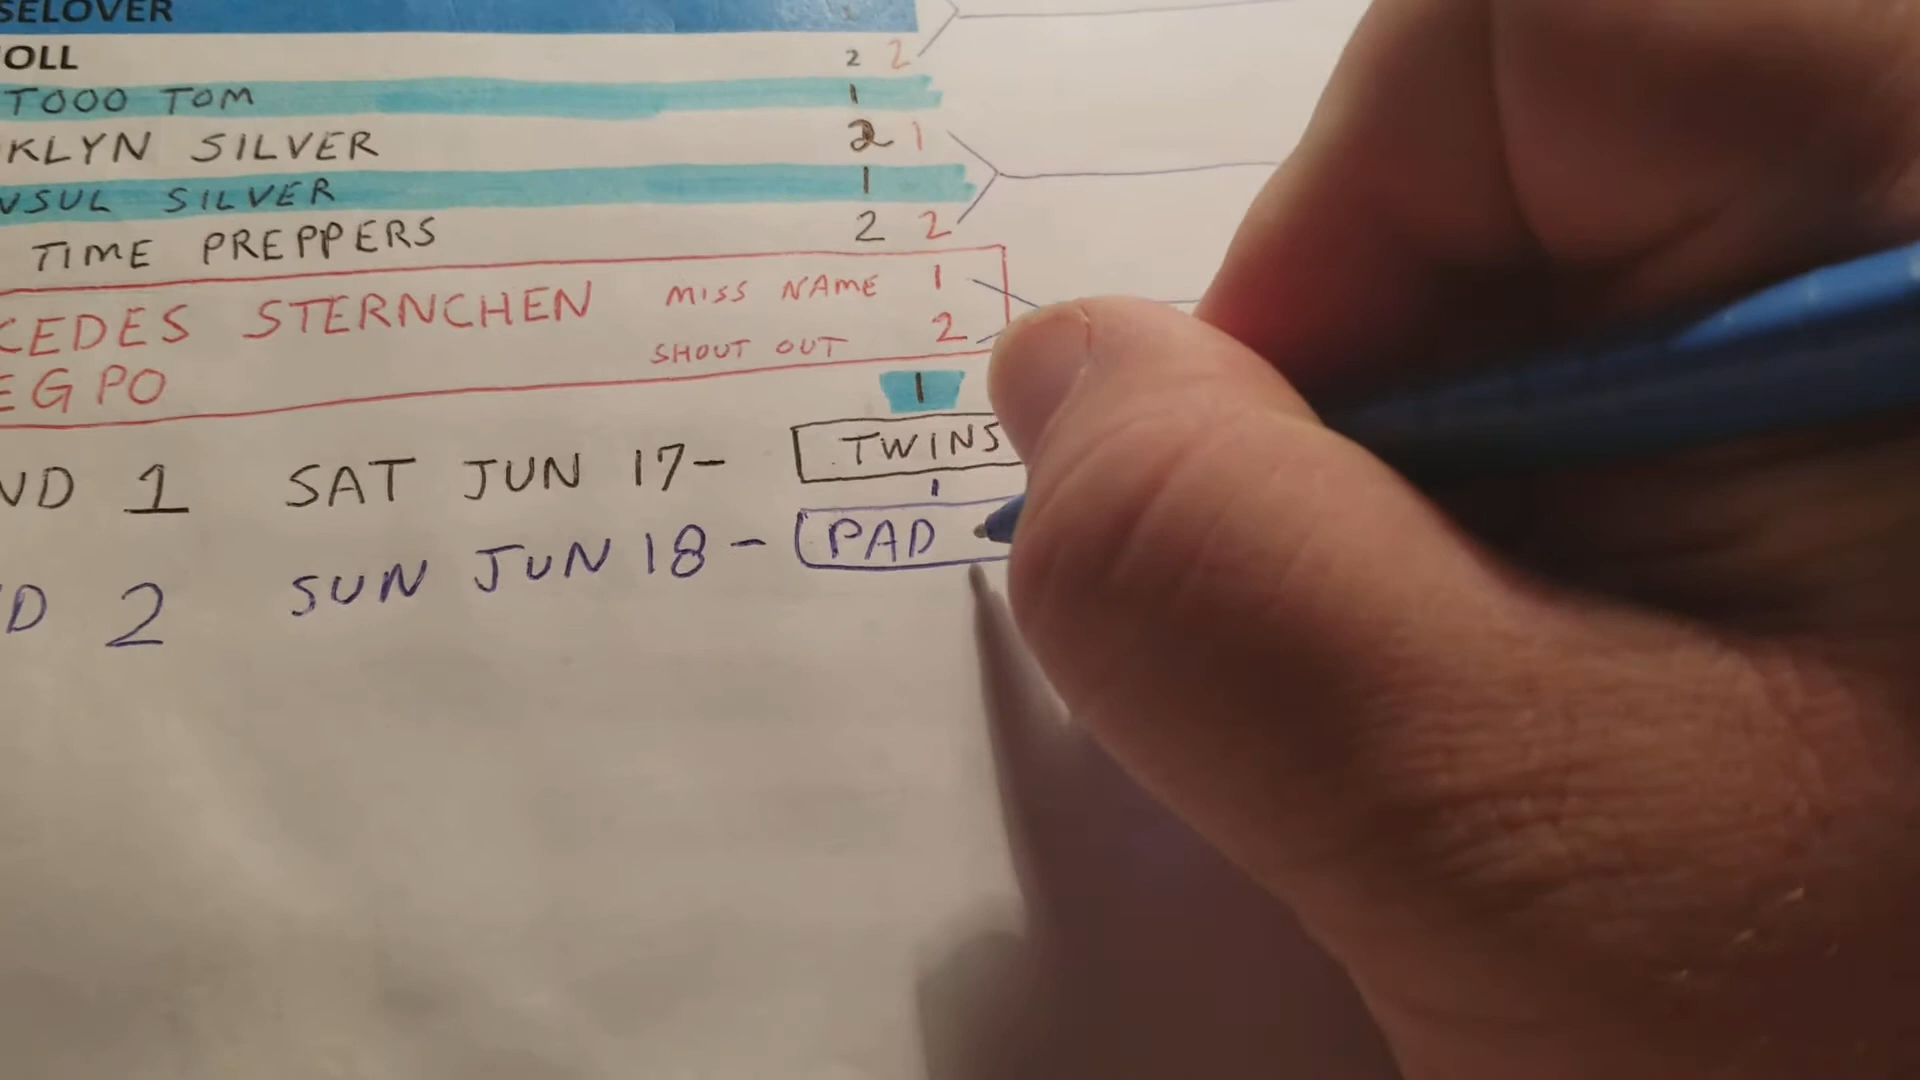 SELOVER
OLL 2 2
TOOO TOM 1
KLYN SILVER 2 1
NSUL SILVER 1
TIME PREPPERS 2 2
CEDES STERNCHEN MISS NAME 1
SHOUT OUT 2
EGPO
1
ND 1 SAT JUN 17- TWINS
1
D 2 SUN JUN 18- PAD